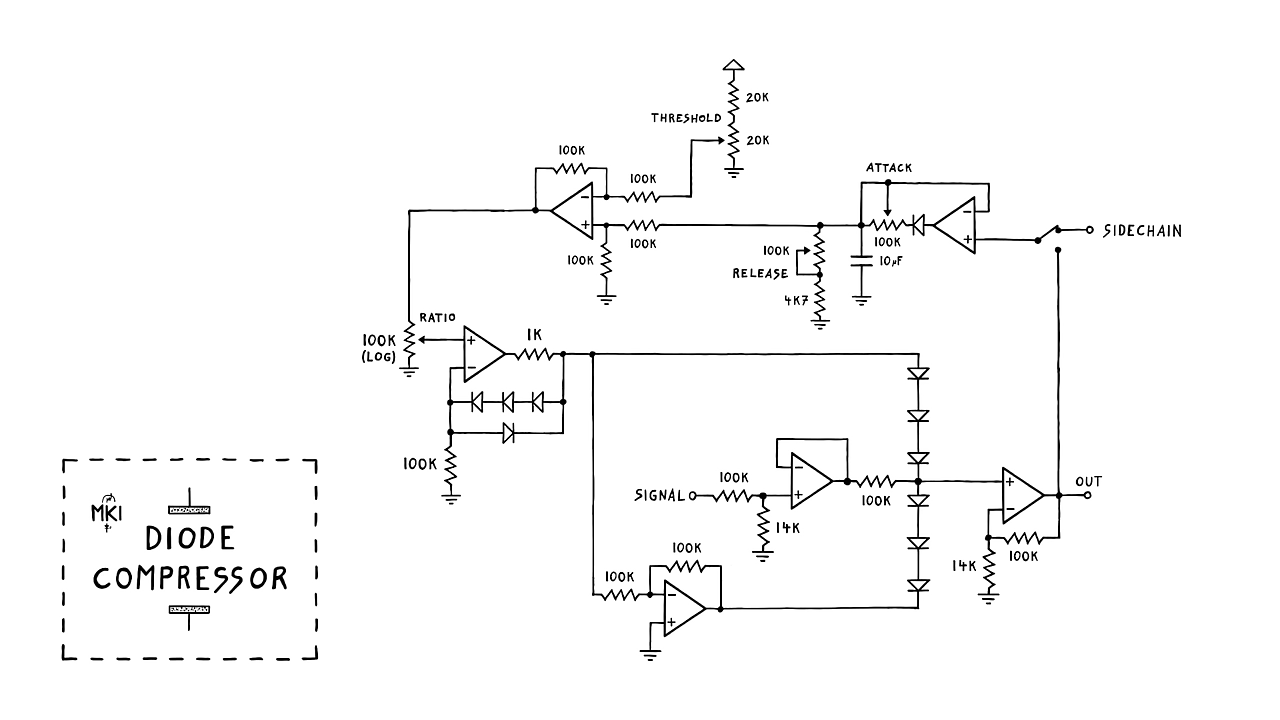 20K
THRESHOLD
20K
100K
ATTACK
100K
-
-
+
100K
100K
+
SIDECHAIN
100K
100K
10µF
RELEASE
4K7
RATIO
100K
(LOG)
+
1K
-
100K
100K
-
+
SIGNAL
100K
14K
+
OUT
-
100K
14K
100K
100K
-
+
MKI
DIODE
COMPRESSOR